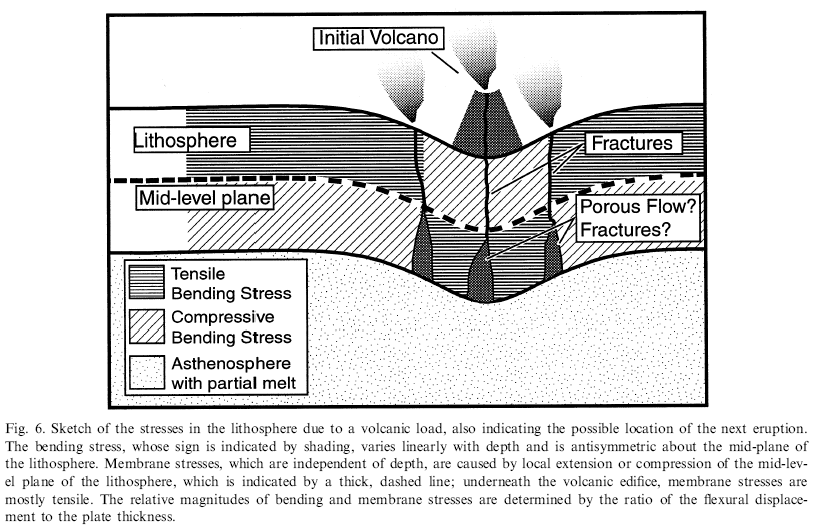 Initial Volcano
Lithosphere
Fractures
Mid-level plane
Porous Flow?
Fractures?
Tensile
Bending Stress
Compressive
Bending Stress
Asthenosphere
with partial melt
Fig. 6. Sketch of the stresses in the lithosphere due to a volcanic load, also indicating the possible location of the next eruption.
The bending stress, whose sign is indicated by shading, varies linearly with depth and is antisymmetric about the mid-plane of
the lithosphere. Membrane stresses, which are independent of depth, are caused by local extension or compression of the mid-lev-
el plane of the lithosphere, which is indicated by a thick, dashed line; underneath the volcanic edifice, membrane stresses are
mostly tensile. The relative magnitudes of bending and membrane stresses are determined by the ratio of the flexural displace-
ment to the plate thickness.